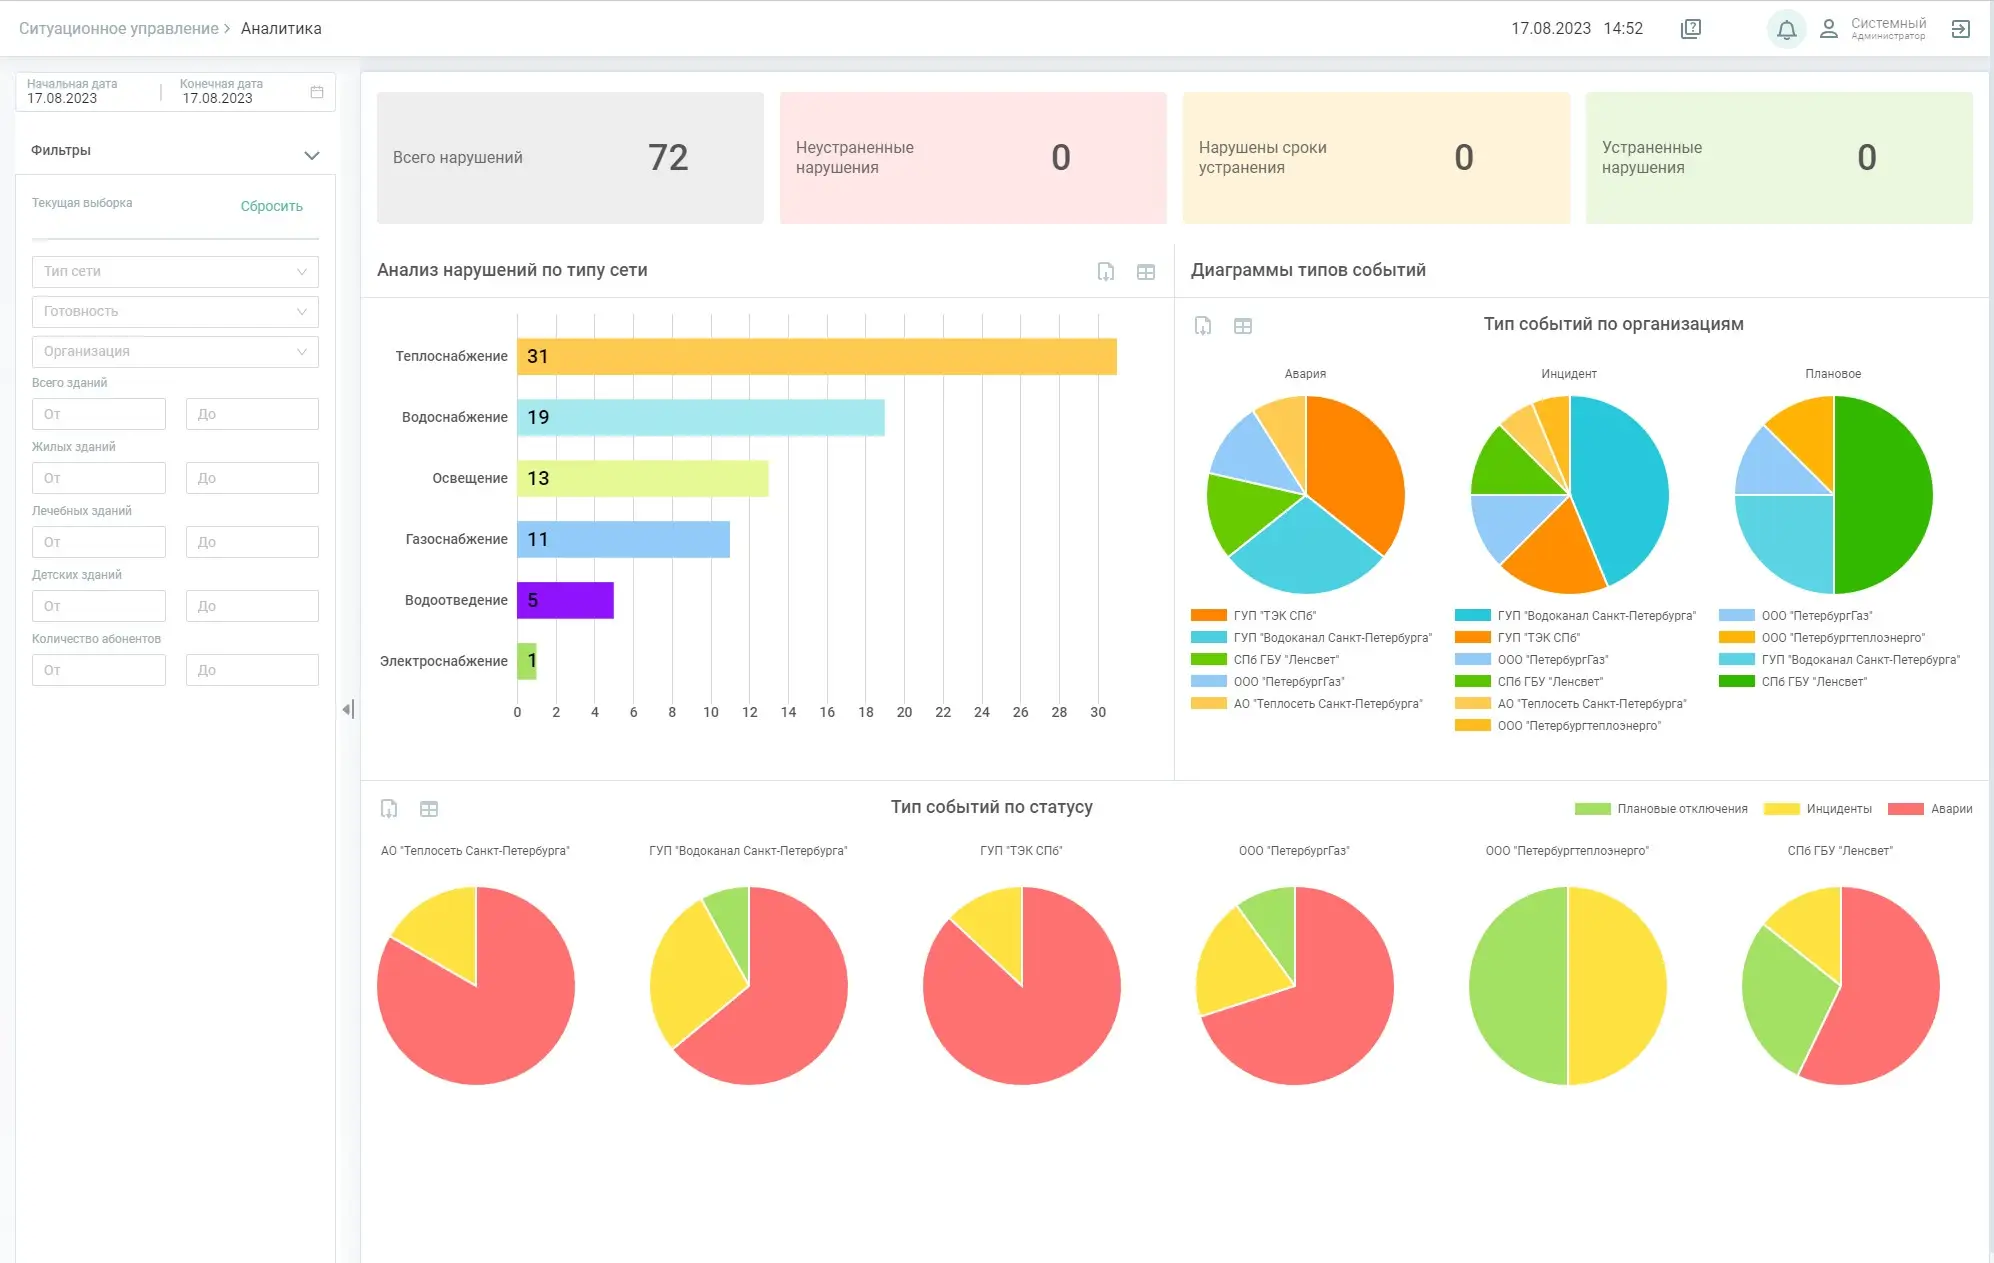 Ситуационное управление > Аналитика
17.08.2023 14:52
Системный
Администратор
Начальная дата
17.08.2023
Конечная дата
17.08.2023
Фильтры
Текущая выборка
Сбросить
Тип сети
Готовность
Организация
Всего зданий
От
До
Жилых зданий
От
До
Лечебных зданий
От
До
Детских зданий
От
До
Количество абонентов
От
До
Всего нарушений
72
Неустраненные
нарушения
0
Нарушены сроки
устранения
0
Устраненные
нарушения
0
Анализ нарушений по типу сети
Теплоснабжение 31
Водоснабжение 19
Освещение 13
Газоснабжение 11
Водоотведение 5
Электроснабжение 1
0 2 4 6 8 10 12 14 16 18 20 22 24 26 28 30
Диаграммы типов событий
Тип событий по организациям
Авария
ГУП "ТЭК СПб"
ГУП "Водоканал Санкт-Петербурга"
СПб ГБУ "Ленсвет"
ООО "ПетербургГаз"
АО "Теплосеть Санкт-Петербурга"
Инцидент
ГУП "Водоканал Санкт-Петербурга"
ГУП "ТЭК СПб"
ООО "ПетербургГаз"
СПб ГБУ "Ленсвет"
АО "Теплосеть Санкт-Петербурга"
ООО "Петербургтеплоэнерго"
Плановое
ООО "ПетербургГаз"
ООО "Петербургтеплоэнерго"
ГУП "Водоканал Санкт-Петербурга"
СПб ГБУ "Ленсвет"
Тип событий по статусу
Плановые отключения
Инциденты
Аварии
АО "Теплосеть Санкт-Петербурга"
ГУП "Водоканал Санкт-Петербурга"
ГУП "ТЭК СПб"
ООО "ПетербургГаз"
ООО "Петербургтеплоэнерго"
СПб ГБУ "Ленсвет"